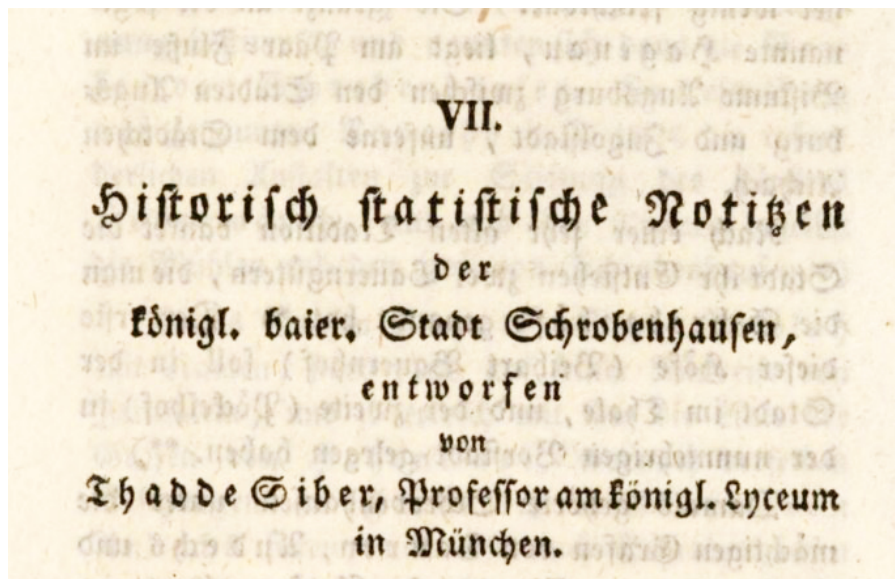 VII.
Historisch statistische Notitzen
der
königl. baier. Stadt Schrobenhausen,
entworfen
von
Thadde Siber, Professor am königl. Lyceum
in München.